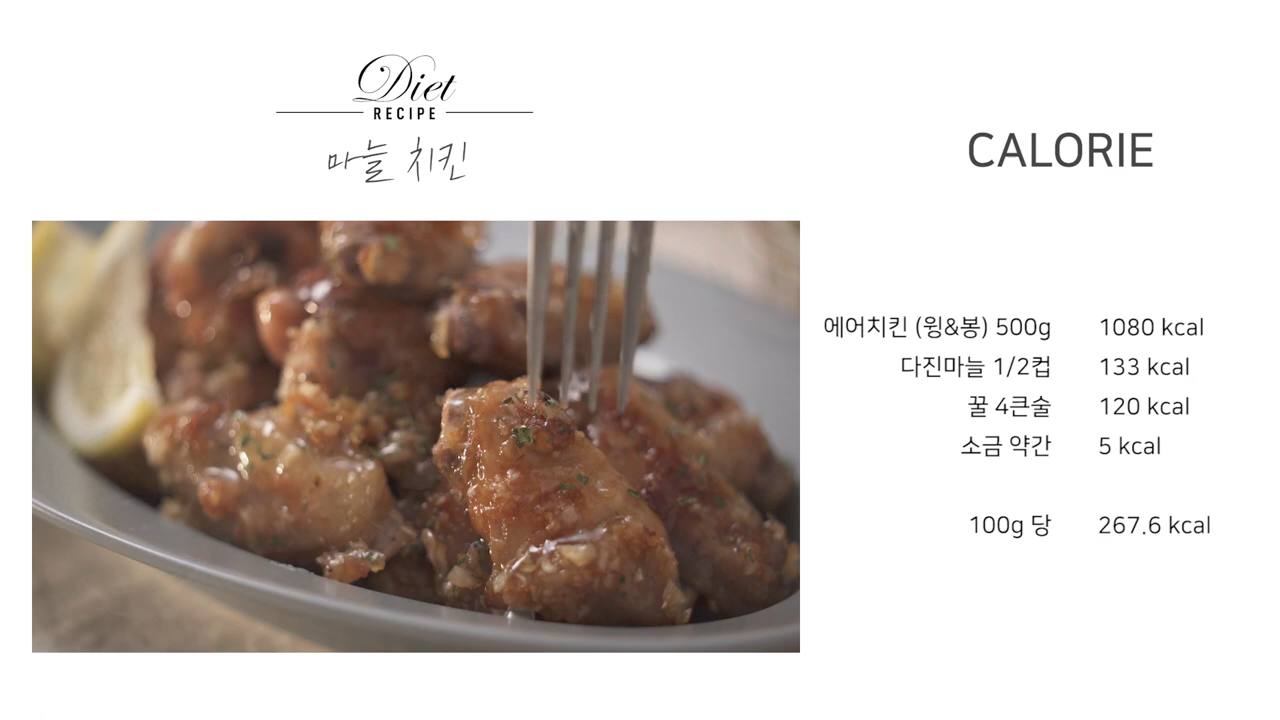 Diet
RECIPE
마늘 치킨
CALORIE
에어치킨 (윙&봉) 500g 1080 kcal
다진마늘 1/2컵 133 kcal
꿀 4큰술 120 kcal
소금 약간 5 kcal
100g 당 267.6 kcal